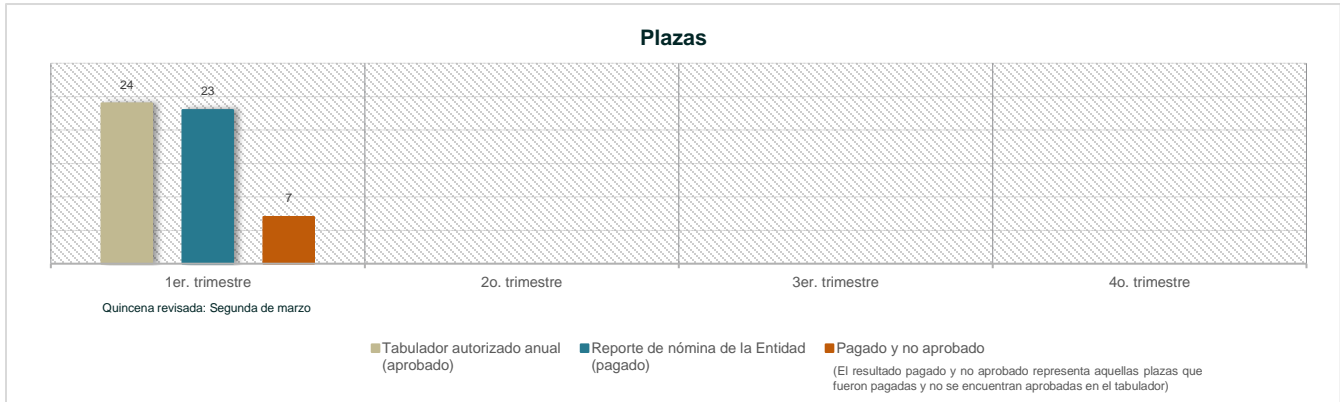 Plazas
24
23
7
1er. trimestre
2o. trimestre
3er. trimestre
4o. trimestre
Quincena revisada: Segunda de marzo
Tabulador autorizado anual
(aprobado)
Reporte de nómina de la Entidad
(pagado)
Pagado y no aprobado
(El resultado pagado y no aprobado representa aquellas plazas que
fueron pagadas y no se encuentran aprobadas en el tabulador)